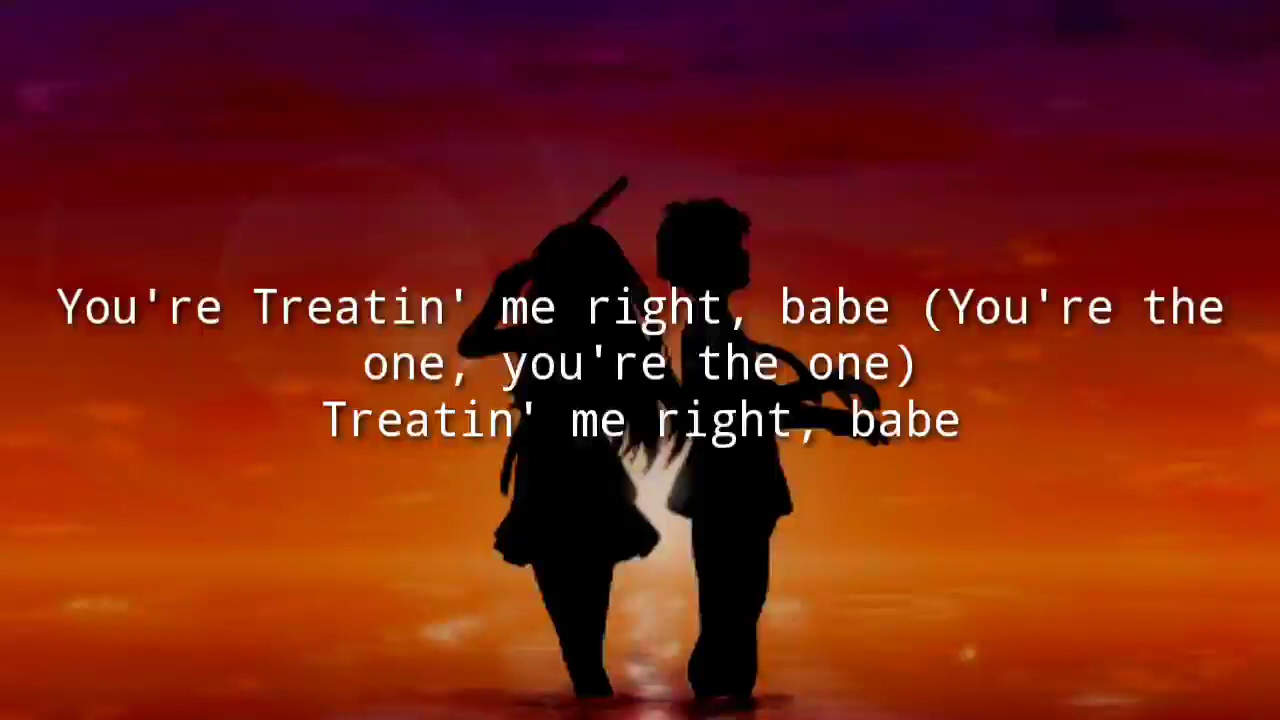 You're Treatin' me right, babe (You're the
one, you're the one)
Treatin' me right, babe